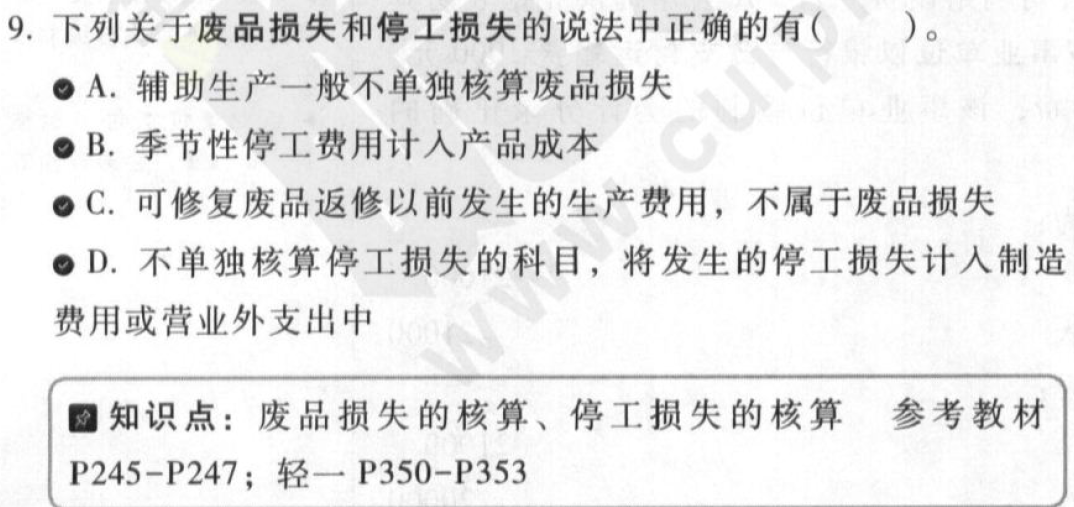 9. 下列关于废品损失和停工损失的说法中正确的有(　　)。
A. 辅助生产一般不单独核算废品损失
B. 季节性停工费用计入产品成本
C. 可修复废品返修以前发生的生产费用，不属于废品损失
D. 不单独核算停工损失的科目，将发生的停工损失计入制造
费用或营业外支出中
知识点：废品损失的核算、停工损失的核算　参考教材
P245-P247；轻一 P350-P353